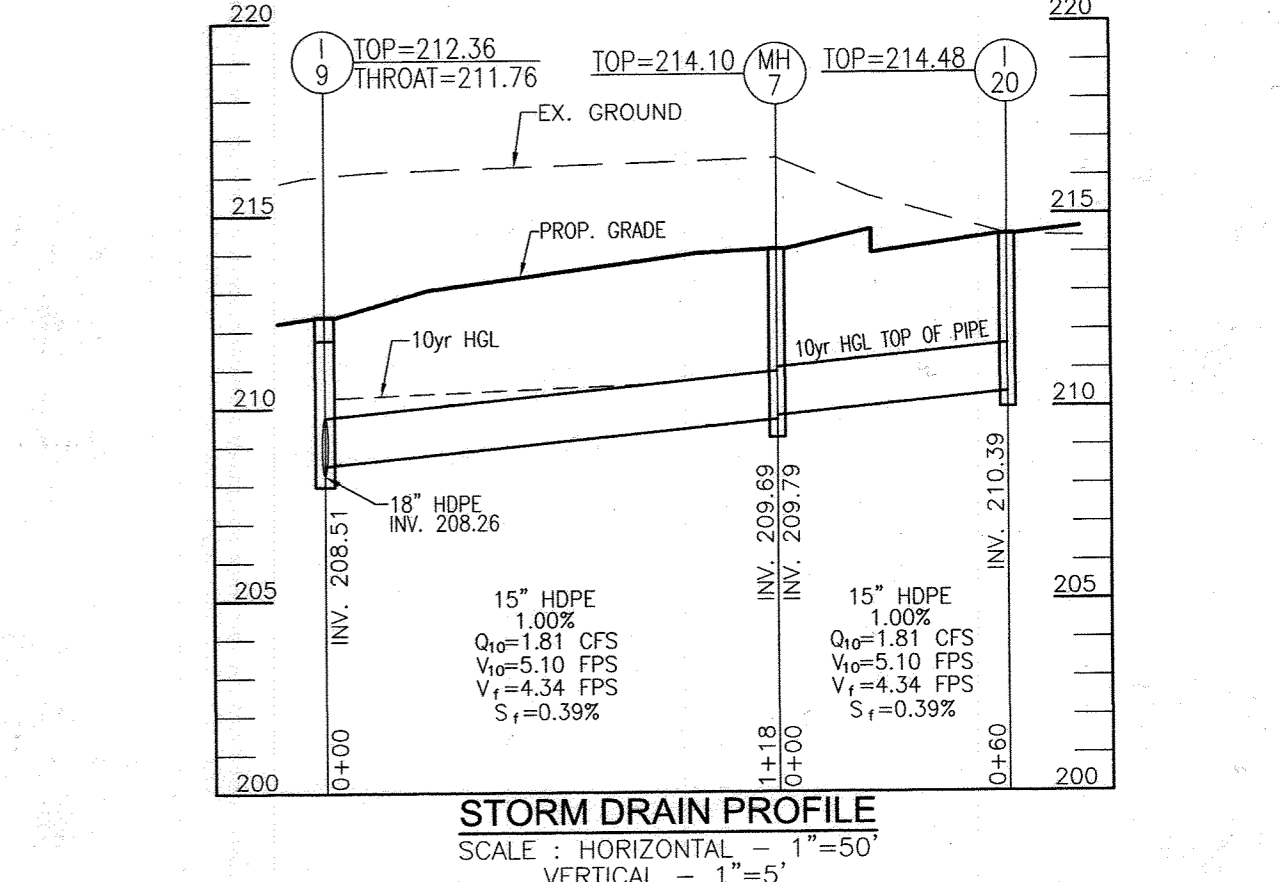 220
220
I
9
TOP=212.36
THROAT=211.76
TOP=214.10
MH
7
TOP=214.48
I
20
EX. GROUND
215
215
PROP. GRADE
10yr HGL
10yr HGL TOP OF PIPE
210
210
18" HDPE
INV. 208.26
INV. 208.51
INV. 209.69
INV. 209.79
INV. 210.39
205
205
15" HDPE
1.00%
Q10=1.81 CFS
V10=5.10 FPS
Vf=4.34 FPS
Sf=0.39%
15" HDPE
1.00%
Q10=1.81 CFS
V10=5.10 FPS
Vf=4.34 FPS
Sf=0.39%
0+00
1+18
0+00
0+60
200
200
STORM DRAIN PROFILE
SCALE : HORIZONTAL – 1"=50'
VERTICAL – 1"=5'